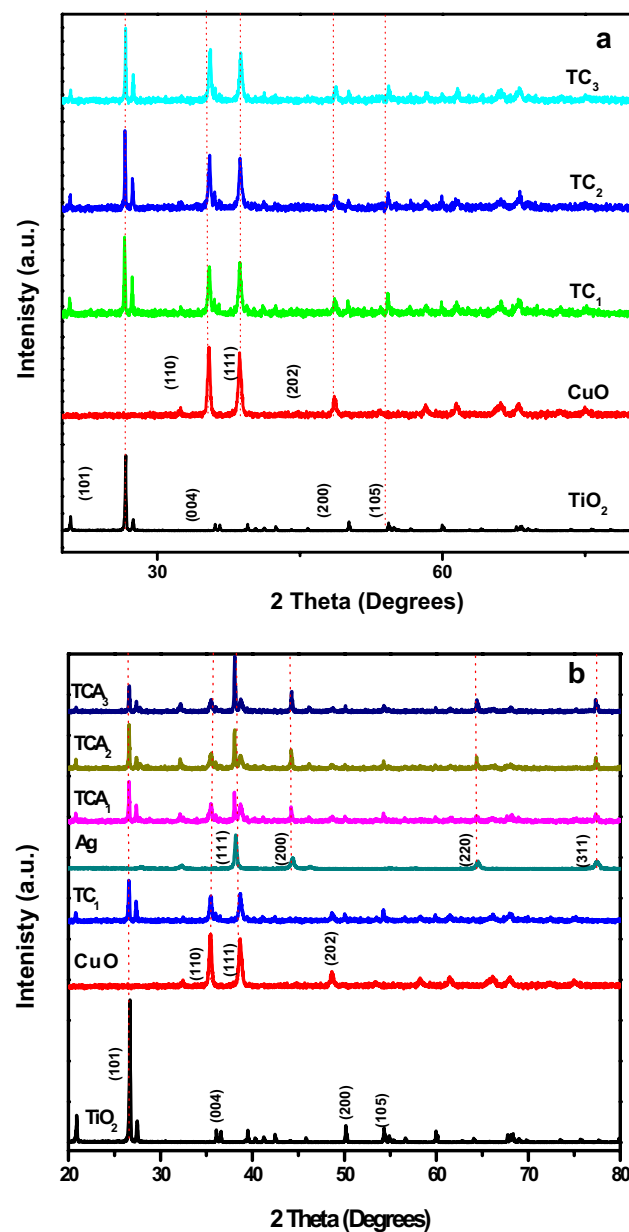 a
TC3
TC2
TC1
(110)
(111)
(202)
CuO
(101)
(004)
(200)
(105)
TiO2
Intenisty (a.u.)
30
60
2 Theta (Degrees)
b
TCA3
TCA2
TCA1
Ag
(111)
(200)
(220)
(311)
TC1
CuO
(110)
(111)
(202)
(101)
TiO2
(004)
(200)
(105)
Intenisty (a.u.)
20 30 40 50 60 70 80
2 Theta (Degrees)